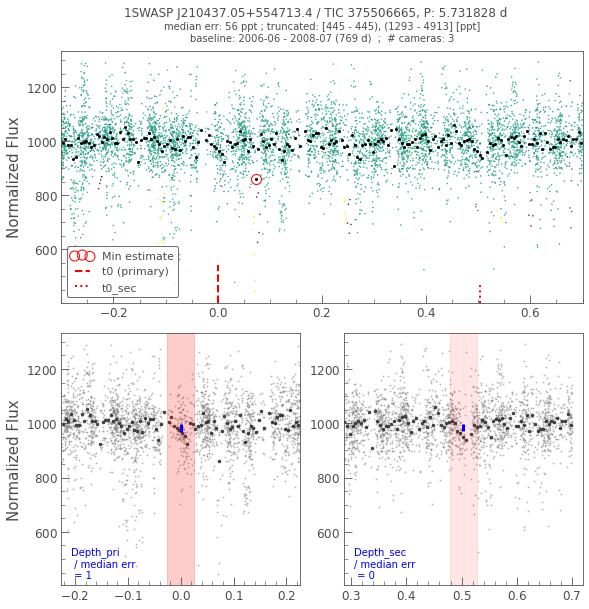 1SWASP J210437.05+554713.4 / TIC 375506665, P: 5.731828 d
median err: 56 ppt ; truncated: [445 - 445), (1293 - 4913] [ppt]
baseline: 2006-06 - 2008-07 (769 d)  ;  # cameras: 3
Normalized Flux
1200
1000
800
600
Min estimate
t0 (primary)
t0_sec
−0.2
0.0
0.2
0.4
0.6
Normalized Flux
1200
1000
800
600
Depth_pri
/ median err
= 1
−0.2
−0.1
0.0
0.1
0.2
1200
1000
800
600
Depth_sec
/ median err
= 0
0.3
0.4
0.5
0.6
0.7